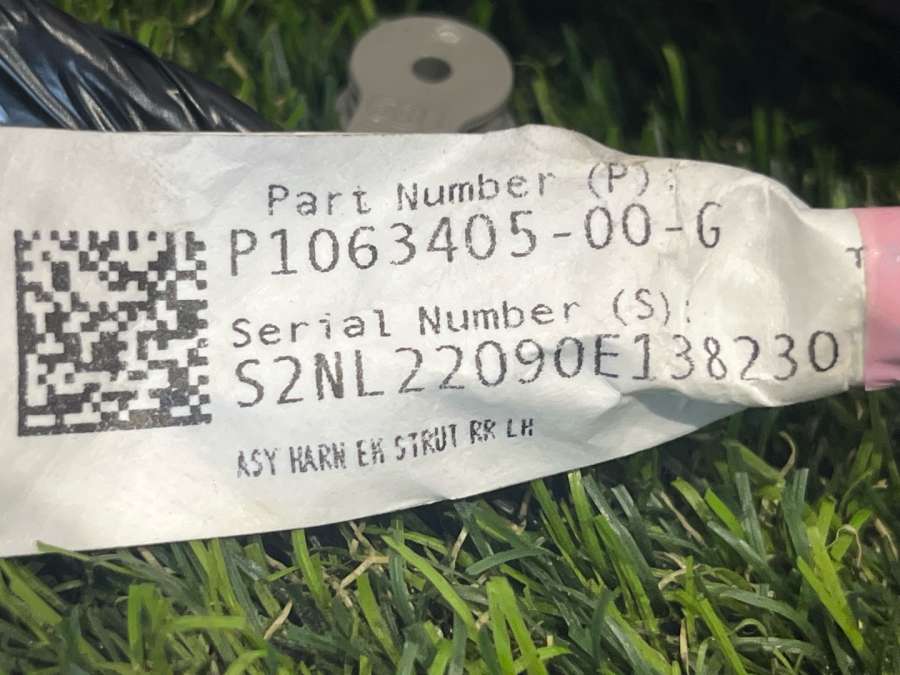 Part Number (P):
P1063405-00-G
Serial Number (S):
S2NL22090E138230
ASY HARN EH STRUT RR LH
T